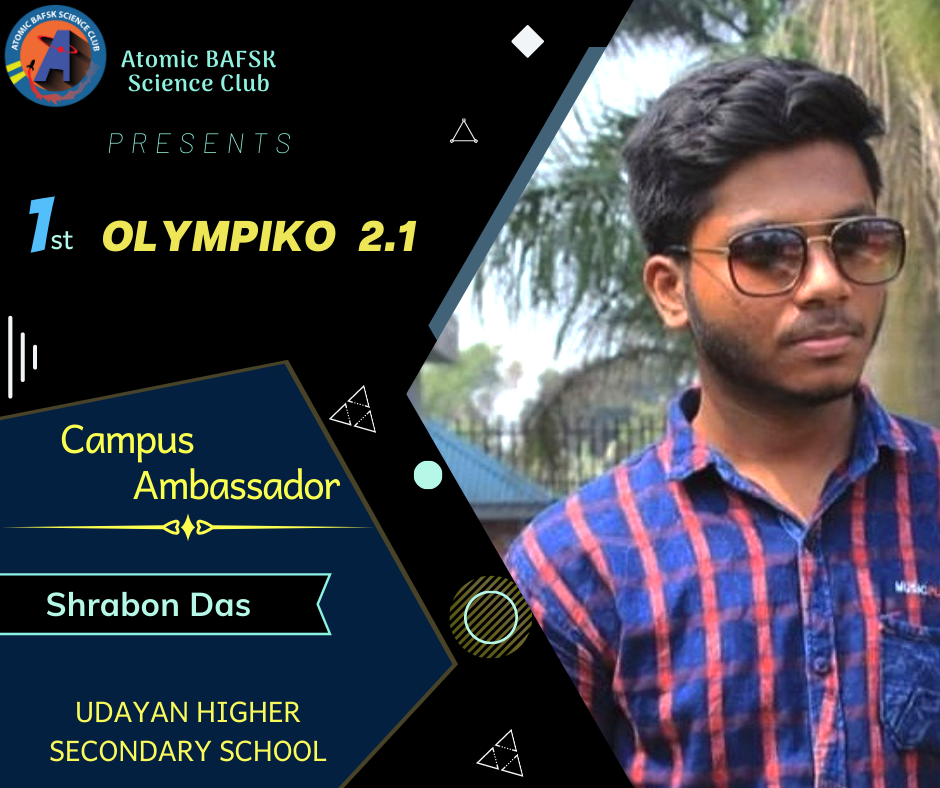 ATOMIC BAFSK SCIENCE CLUB
A
Atomic BAFSK
Science Club
PRESENTS
1st OLYMPIKO 2.1
Campus
Ambassador
Shrabon Das
UDAYAN HIGHER
SECONDARY SCHOOL
MUSIC